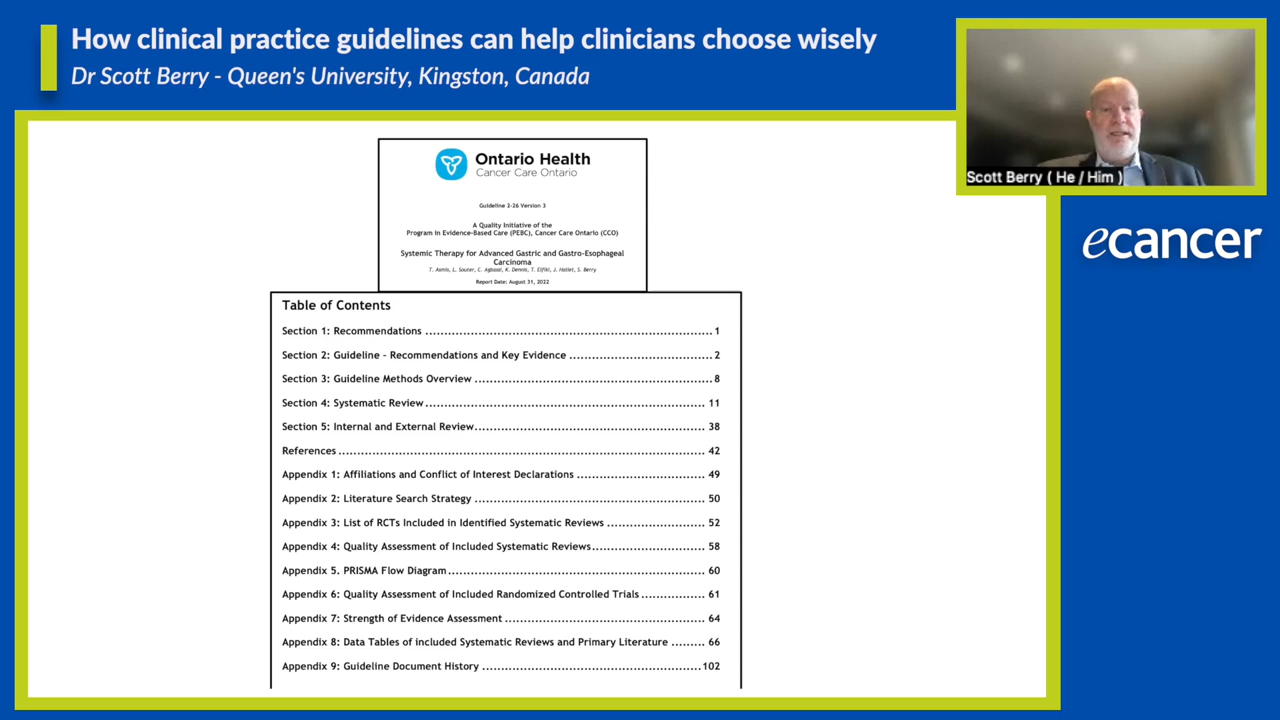 How clinical practice guidelines can help clinicians choose wisely
Dr Scott Berry - Queen's University, Kingston, Canada
Scott Berry ( He / Him )
ecancer
Ontario Health
Cancer Care Ontario
Guideline 2-26 Version 3
A Quality Initiative of the
Program in Evidence-Based Care (PEBC), Cancer Care Ontario (CCO)
Systemic Therapy for Advanced Gastric and Gastro-Esophageal
Carcinoma
T. Asmis, L. Souter, C. Agbassi, K. Dennis, T. Elfiki, J. Hallet, S. Berry
Report Date: August 31, 2022
Table of Contents
Section 1: Recommendations ........................ 1
Section 2: Guideline - Recommendations and Key Evidence ........................ 2
Section 3: Guideline Methods Overview ........................ 8
Section 4: Systematic Review ........................ 11
Section 5: Internal and External Review ........................ 38
References ........................ 42
Appendix 1: Affiliations and Conflict of Interest Declarations ........................ 49
Appendix 2: Literature Search Strategy ........................ 50
Appendix 3: List of RCTs Included in Identified Systematic Reviews ........................ 52
Appendix 4: Quality Assessment of Included Systematic Reviews ........................ 58
Appendix 5. PRISMA Flow Diagram ........................ 60
Appendix 6: Quality Assessment of Included Randomized Controlled Trials ........................ 61
Appendix 7: Strength of Evidence Assessment ........................ 64
Appendix 8: Data Tables of included Systematic Reviews and Primary Literature ......... 66
Appendix 9: Guideline Document History ........................ 102